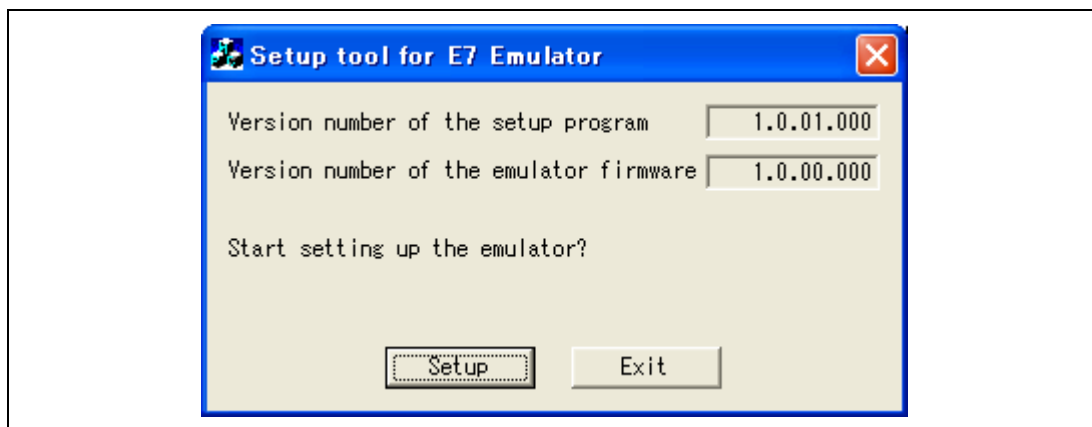 Setup tool for E7 Emulator
Version number of the setup program 1.0.01.000
Version number of the emulator firmware 1.0.00.000
Start setting up the emulator?
Setup Exit